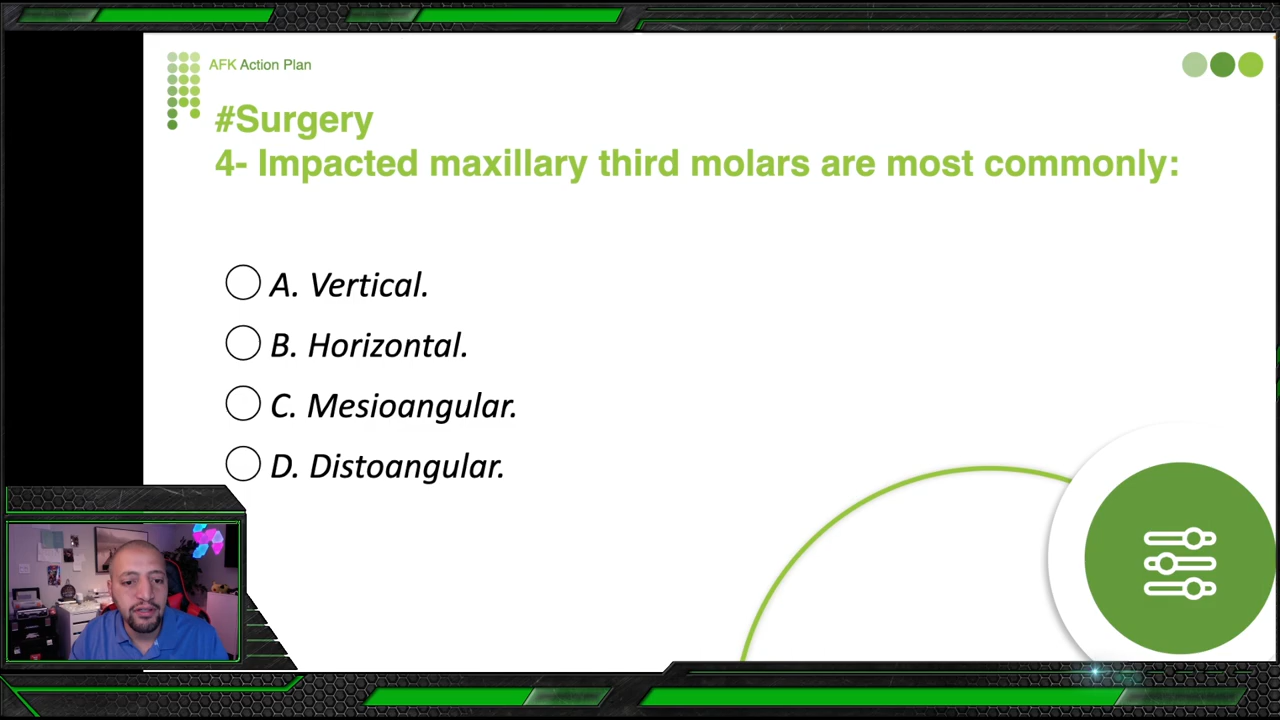 AFK Action Plan
#Surgery
4- Impacted maxillary third molars are most commonly:
A. Vertical.
B. Horizontal.
C. Mesioangular.
D. Distoangular.